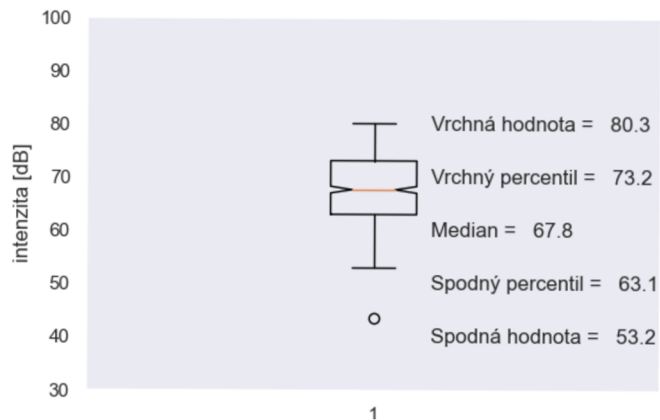 100
90
80
70
60
50
40
30
intenzita [dB]
Vrchná hodnota = 80.3
Vrchný percentil = 73.2
Median = 67.8
Spodný percentil = 63.1
Spodná hodnota = 53.2
1